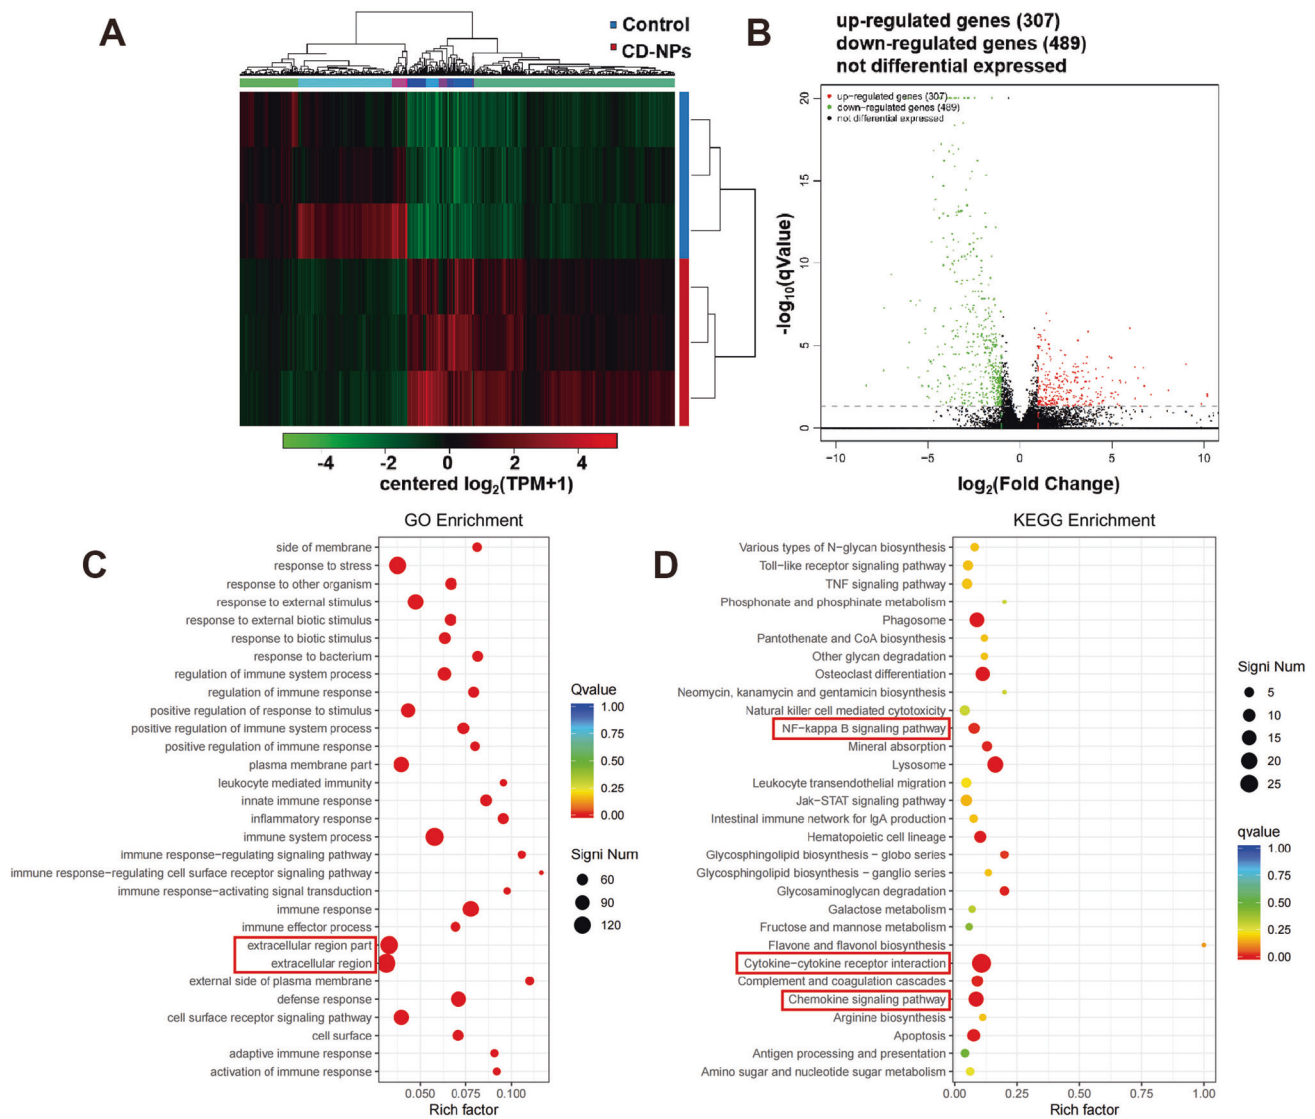 A
Control
CD-NPs
-4 -2 0 2 4
centered log2(TPM+1)
B
up-regulated genes (307)
down-regulated genes (489)
not differential expressed
up-regulated genes (307)
down-regulated genes (489)
not differential expressed
20
15
10
5
0
-log10(qValue)
−10 −5 0 5 10
log2(Fold Change)
C
GO Enrichment
side of membrane
response to stress
response to other organism
response to external stimulus
response to external biotic stimulus
response to biotic stimulus
response to bacterium
regulation of immune system process
regulation of immune response
positive regulation of response to stimulus
positive regulation of immune system process
positive regulation of immune response
plasma membrane part
leukocyte mediated immunity
innate immune response
inflammatory response
immune system process
immune response−regulating signaling pathway
immune response−regulating cell surface receptor signaling pathway
immune response−activating signal transduction
immune response
immune effector process
extracellular region part
extracellular region
external side of plasma membrane
defense response
cell surface receptor signaling pathway
cell surface
adaptive immune response
activation of immune response
0.050 0.075 0.100
Rich factor
Qvalue
1.00
0.75
0.50
0.25
0.00
Signi Num
60
90
120
D
KEGG Enrichment
Various types of N−glycan biosynthesis
Toll−like receptor signaling pathway
TNF signaling pathway
Phosphonate and phosphinate metabolism
Phagosome
Pantothenate and CoA biosynthesis
Other glycan degradation
Osteoclast differentiation
Neomycin, kanamycin and gentamicin biosynthesis
Natural killer cell mediated cytotoxicity
NF−kappa B signaling pathway
Mineral absorption
Lysosome
Leukocyte transendothelial migration
Jak−STAT signaling pathway
Intestinal immune network for IgA production
Hematopoietic cell lineage
Glycosphingolipid biosynthesis − globo series
Glycosphingolipid biosynthesis − ganglio series
Glycosaminoglycan degradation
Galactose metabolism
Fructose and mannose metabolism
Flavone and flavonol biosynthesis
Cytokine−cytokine receptor interaction
Complement and coagulation cascades
Chemokine signaling pathway
Arginine biosynthesis
Apoptosis
Antigen processing and presentation
Amino sugar and nucleotide sugar metabolism
0.00 0.25 0.50 0.75 1.00
Rich factor
Signi Num
5
10
15
20
25
qvalue
1.00
0.75
0.50
0.25
0.00